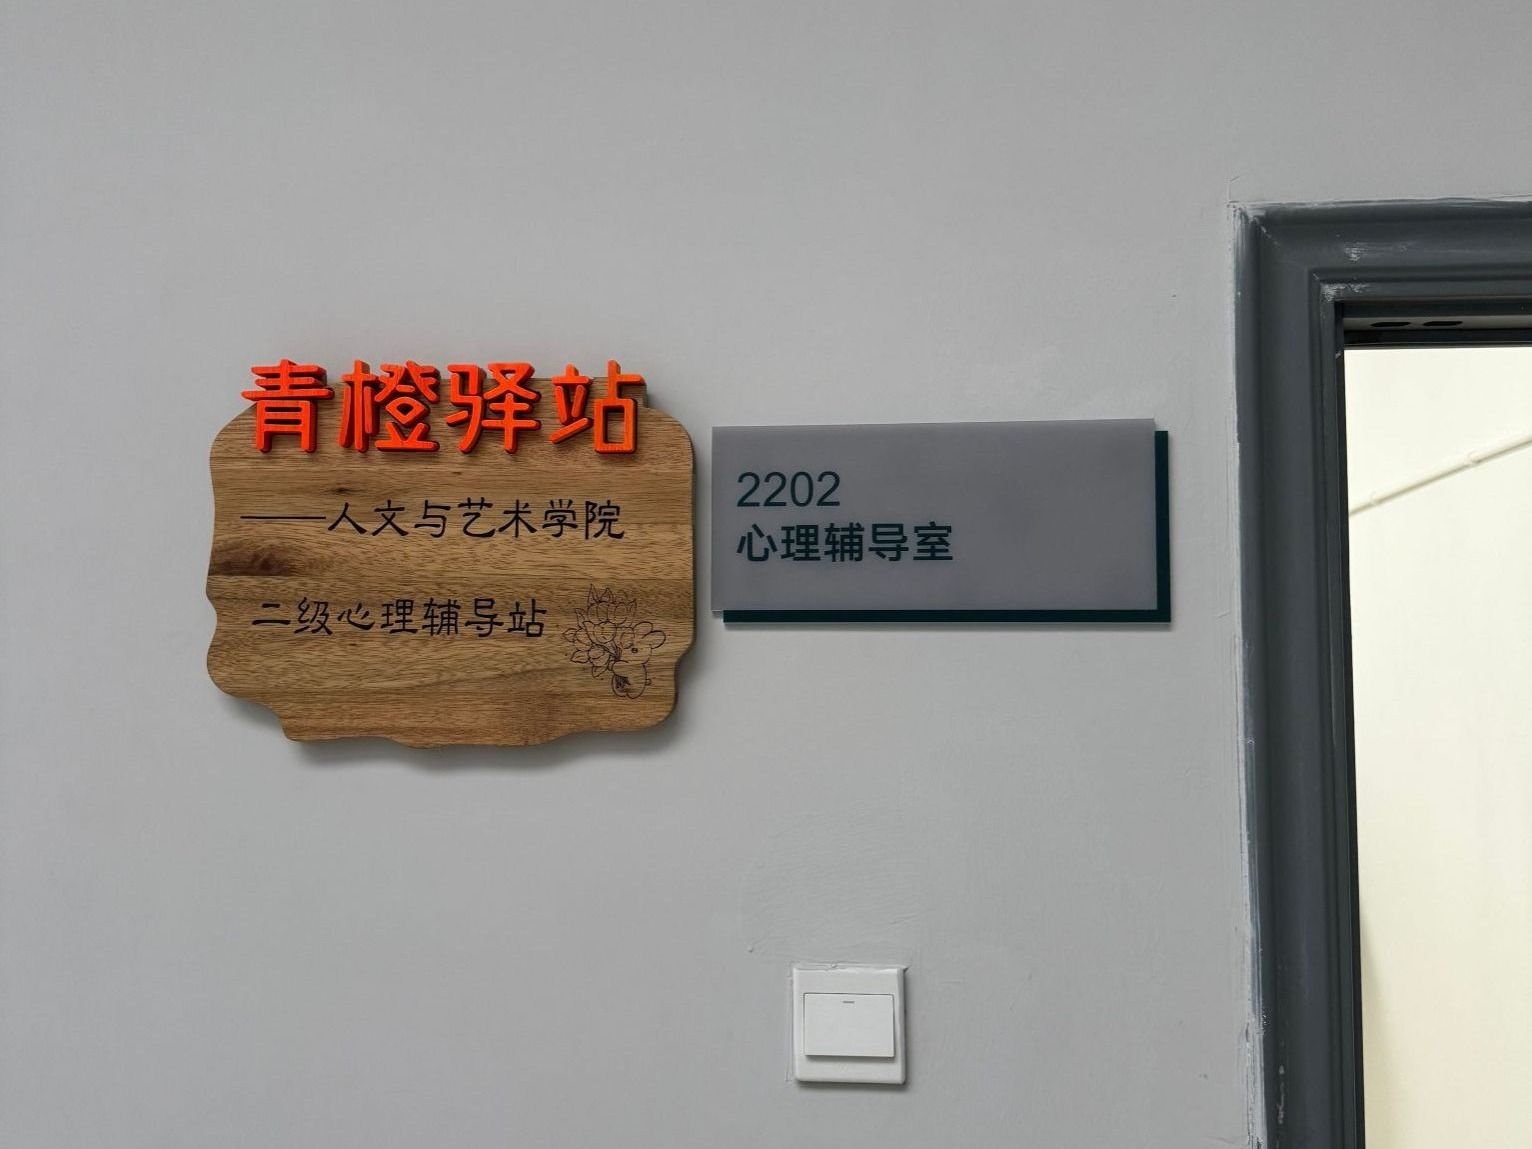 青橙驿站
——人文与艺术学院
二级心理辅导站
2202
心理辅导室